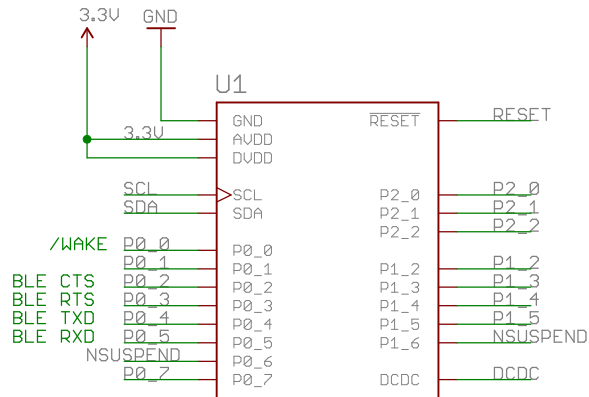 3.3V GND
U1
GND RESET RESET
3.3V AVDD
DVDD
SCL SCL P2_0 P2_0
SDA SDA P2_1 P2_1
P2_2 P2_2
/WAKE P0_0 P0_0
P0_1 P0_1 P1_2 P1_2
BLE CTS P0_2 P0_2 P1_3 P1_3
BLE RTS P0_3 P0_3 P1_4 P1_4
BLE TXD P0_4 P0_4 P1_5 P1_5
BLE RXD P0_5 P0_5 P1_6 NSUSPEND
NSUSPEND P0_6
P0_7 P0_7 DCDC DCDC